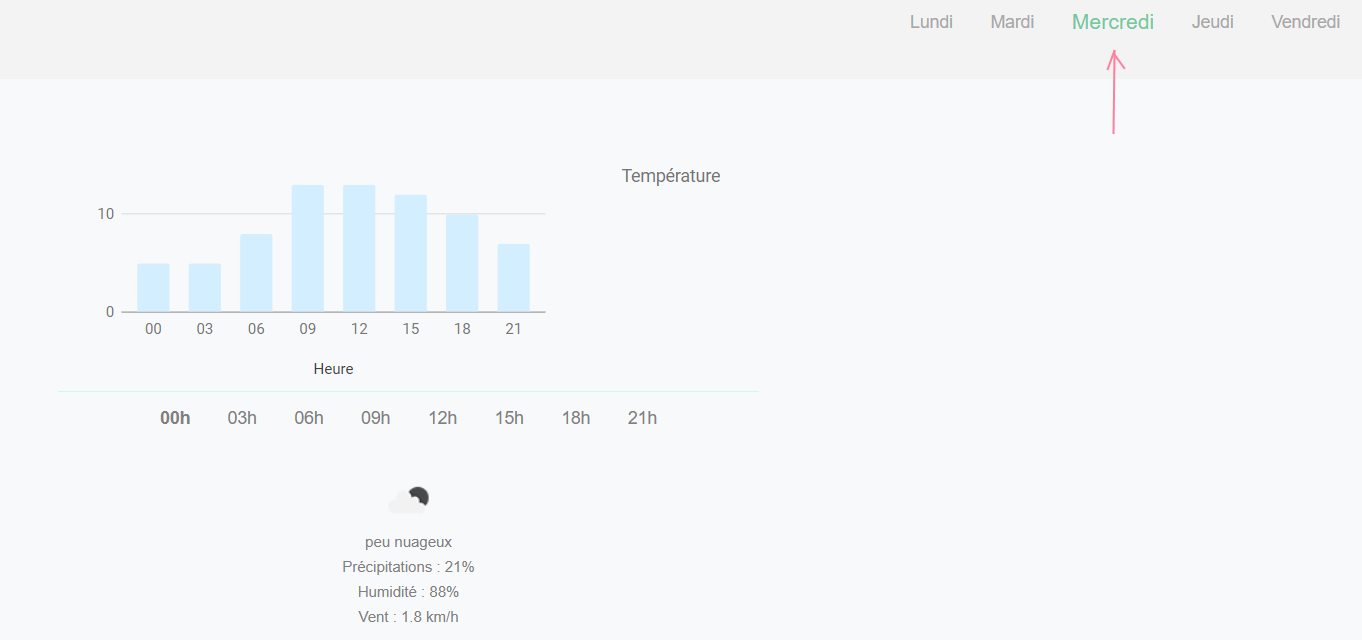 Lundi Mardi Mercredi Jeudi Vendredi
Température
10
0
00 03 06 09 12 15 18 21
Heure
00h 03h 06h 09h 12h 15h 18h 21h
peu nuageux
Précipitations : 21%
Humidité : 88%
Vent : 1.8 km/h